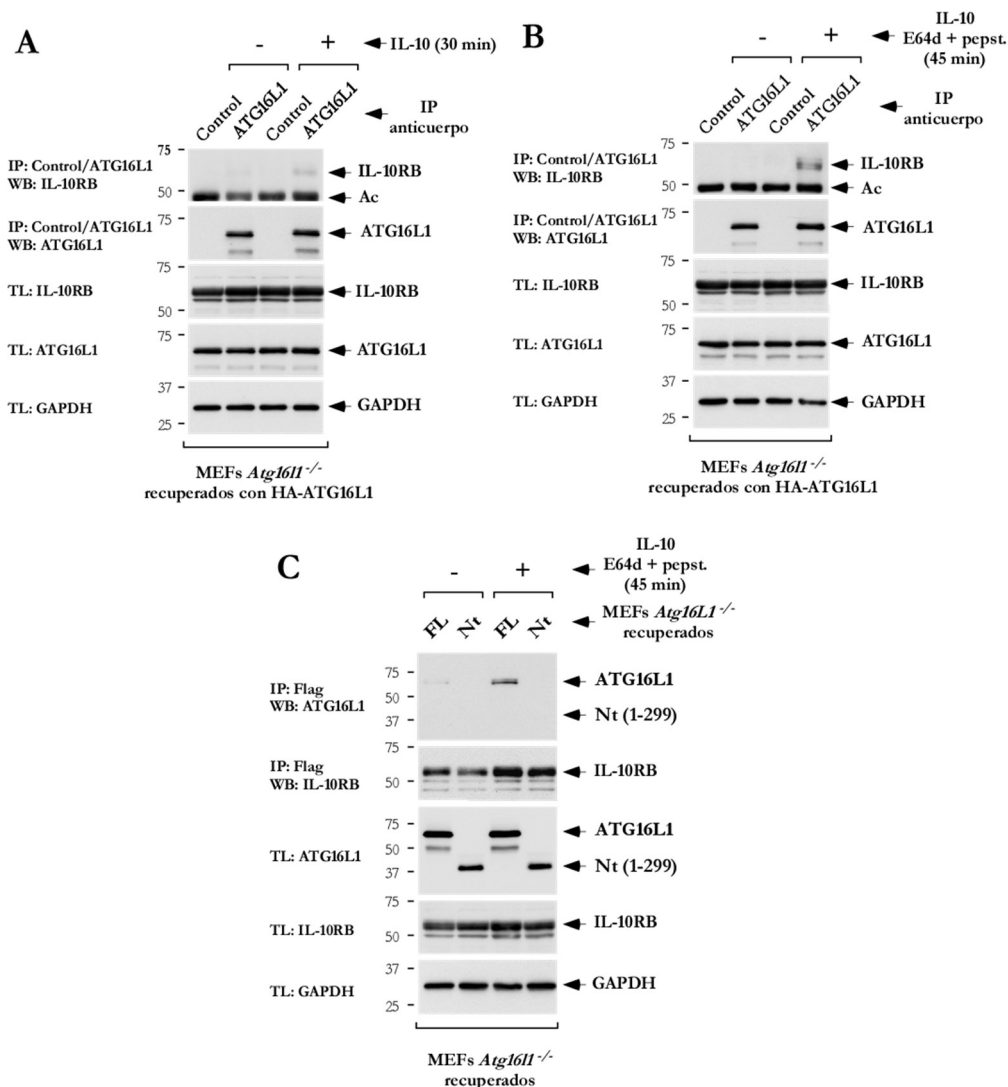 A
- + IL-10 (30 min)
Control ATG16L1 Control ATG16L1
IP
anticuerpo
IP: Control/ATG16L1
WB: IL-10RB
75
50
IL-10RB
Ac
IP: Control/ATG16L1
WB: ATG16L1
75
ATG16L1
TL: IL-10RB
75
50
IL-10RB
TL: ATG16L1
75
50
ATG16L1
TL: GAPDH
37
25
GAPDH
MEFs Atg16l1-/-
recuperados con HA-ATG16L1
B
IL-10
E64d + pepst.
(45 min)
- +
Control ATG16L1 Control ATG16L1
IP
anticuerpo
IP: Control/ATG16L1
WB: IL-10RB
75
50
IL-10RB
Ac
IP: Control/ATG16L1
WB: ATG16L1
75
ATG16L1
TL: IL-10RB
75
50
IL-10RB
TL: ATG16L1
75
50
ATG16L1
TL: GAPDH
37
25
GAPDH
MEFs Atg16l1-/-
recuperados con HA-ATG16L1
C
IL-10
E64d + pepst.
(45 min)
- +
FL Nt FL Nt
MEFs Atg16L1-/-
recuperados
IP: Flag
WB: ATG16L1
75
50
37
ATG16L1
Nt (1-299)
IP: Flag
WB: IL-10RB
75
50
IL-10RB
TL: ATG16L1
75
50
37
ATG16L1
Nt (1-299)
TL: IL-10RB
75
50
IL-10RB
TL: GAPDH
37
25
GAPDH
MEFs Atg16l1-/-
recuperados